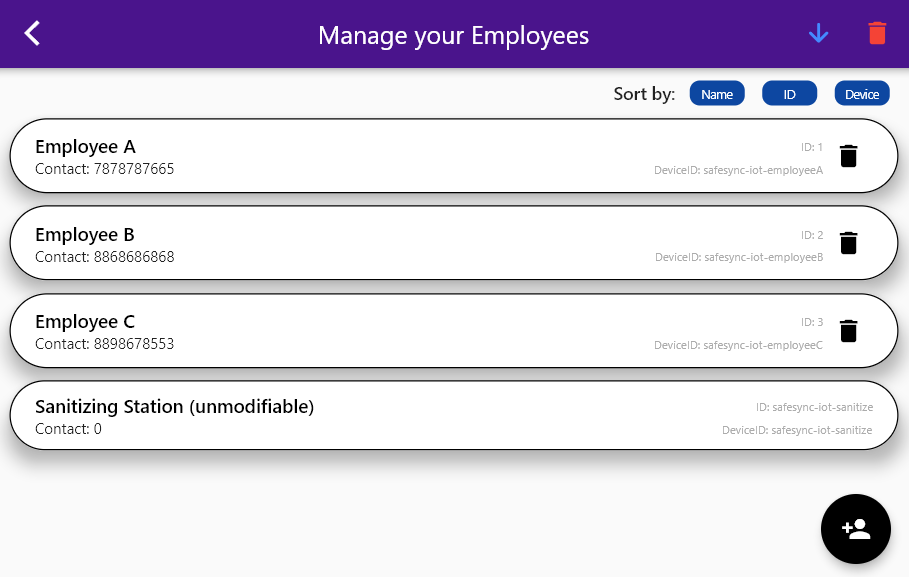 Manage your Employees
Sort by: Name ID Device
Employee A
ID: 1
Contact: 7878787665
DeviceID: safesync-iot-employeeA
Employee B
ID: 2
Contact: 8868686868
DeviceID: safesync-iot-employeeB
Employee C
ID: 3
Contact: 8898678553
DeviceID: safesync-iot-employeeC
Sanitizing Station (unmodifiable)
ID: safesync-iot-sanitize
Contact: 0
DeviceID: safesync-iot-sanitize